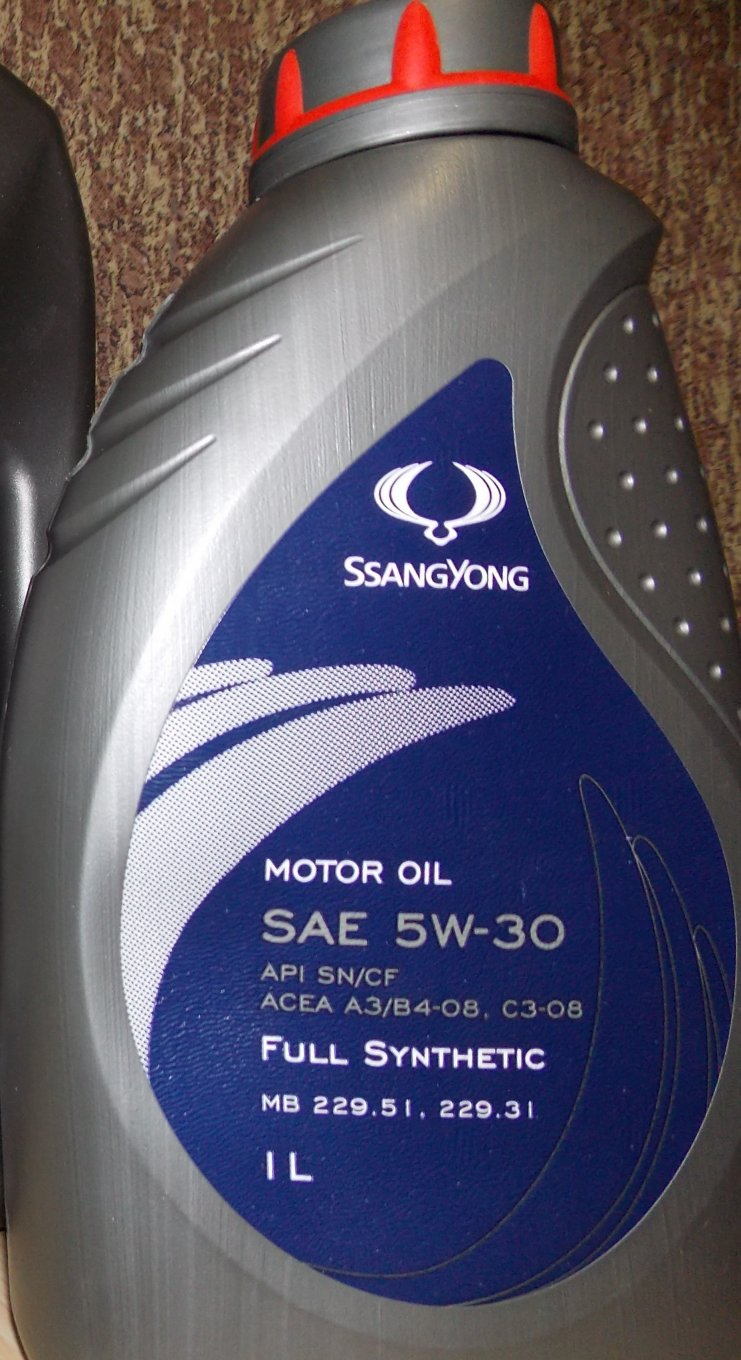 SSANGYONG
MOTOR OIL
SAE 5W-30
API SN/CF
ACEA A3/B4-08, C3-08
FULL SYNTHETIC
MB 229.51, 229.31
1 L